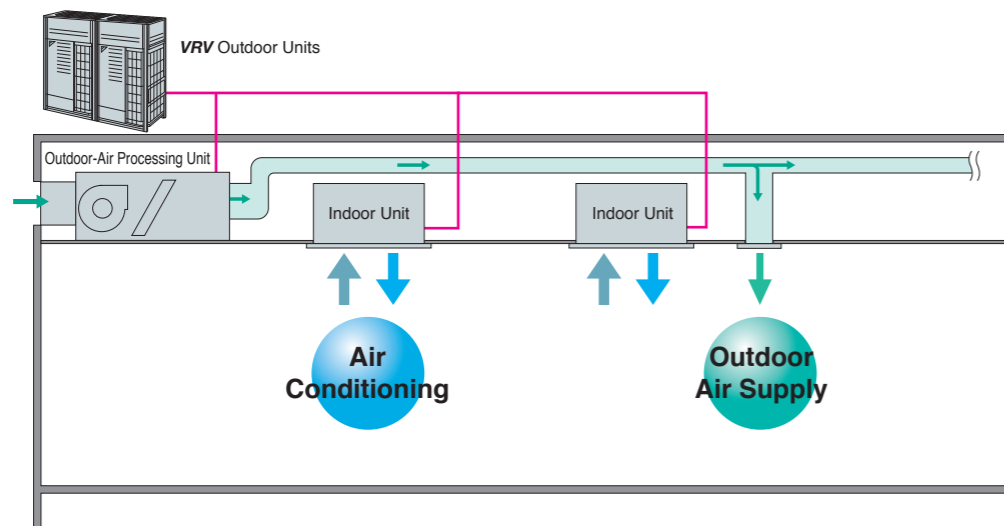 VRV Outdoor Units
Outdoor-Air Processing Unit
Indoor Unit
Indoor Unit
Air
Conditioning
Outdoor
Air Supply